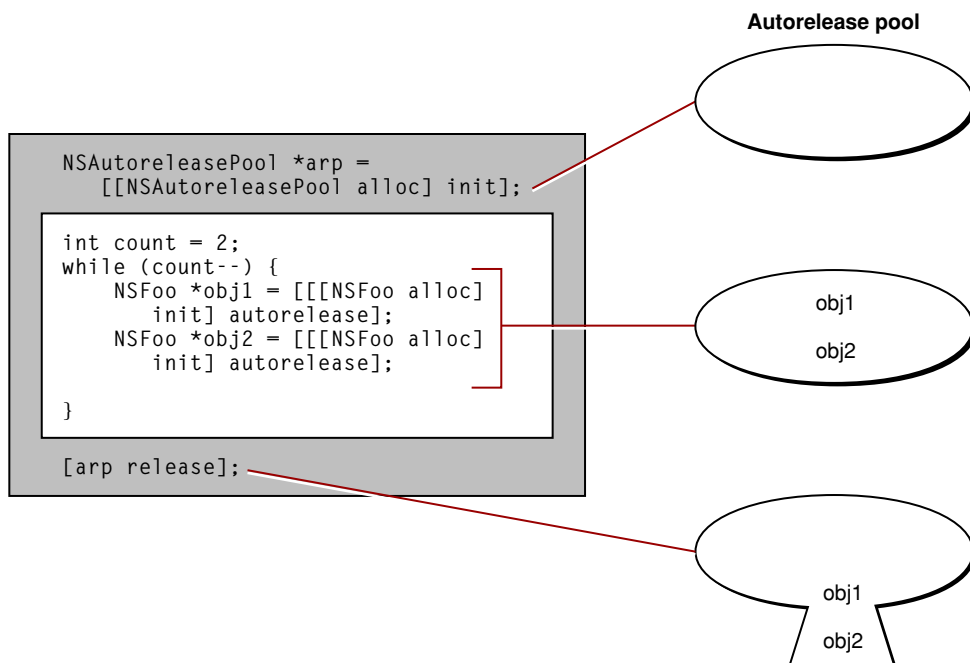 Autorelease pool
NSAutoreleasePool *arp =
[[NSAutoreleasePool alloc] init];
int count = 2;
while (count--) {
NSFoo *obj1 = [[[NSFoo alloc]
init] autorelease];
NSFoo *obj2 = [[[NSFoo alloc]
init] autorelease];
}
[arp release];
obj1
obj2
obj1
obj2